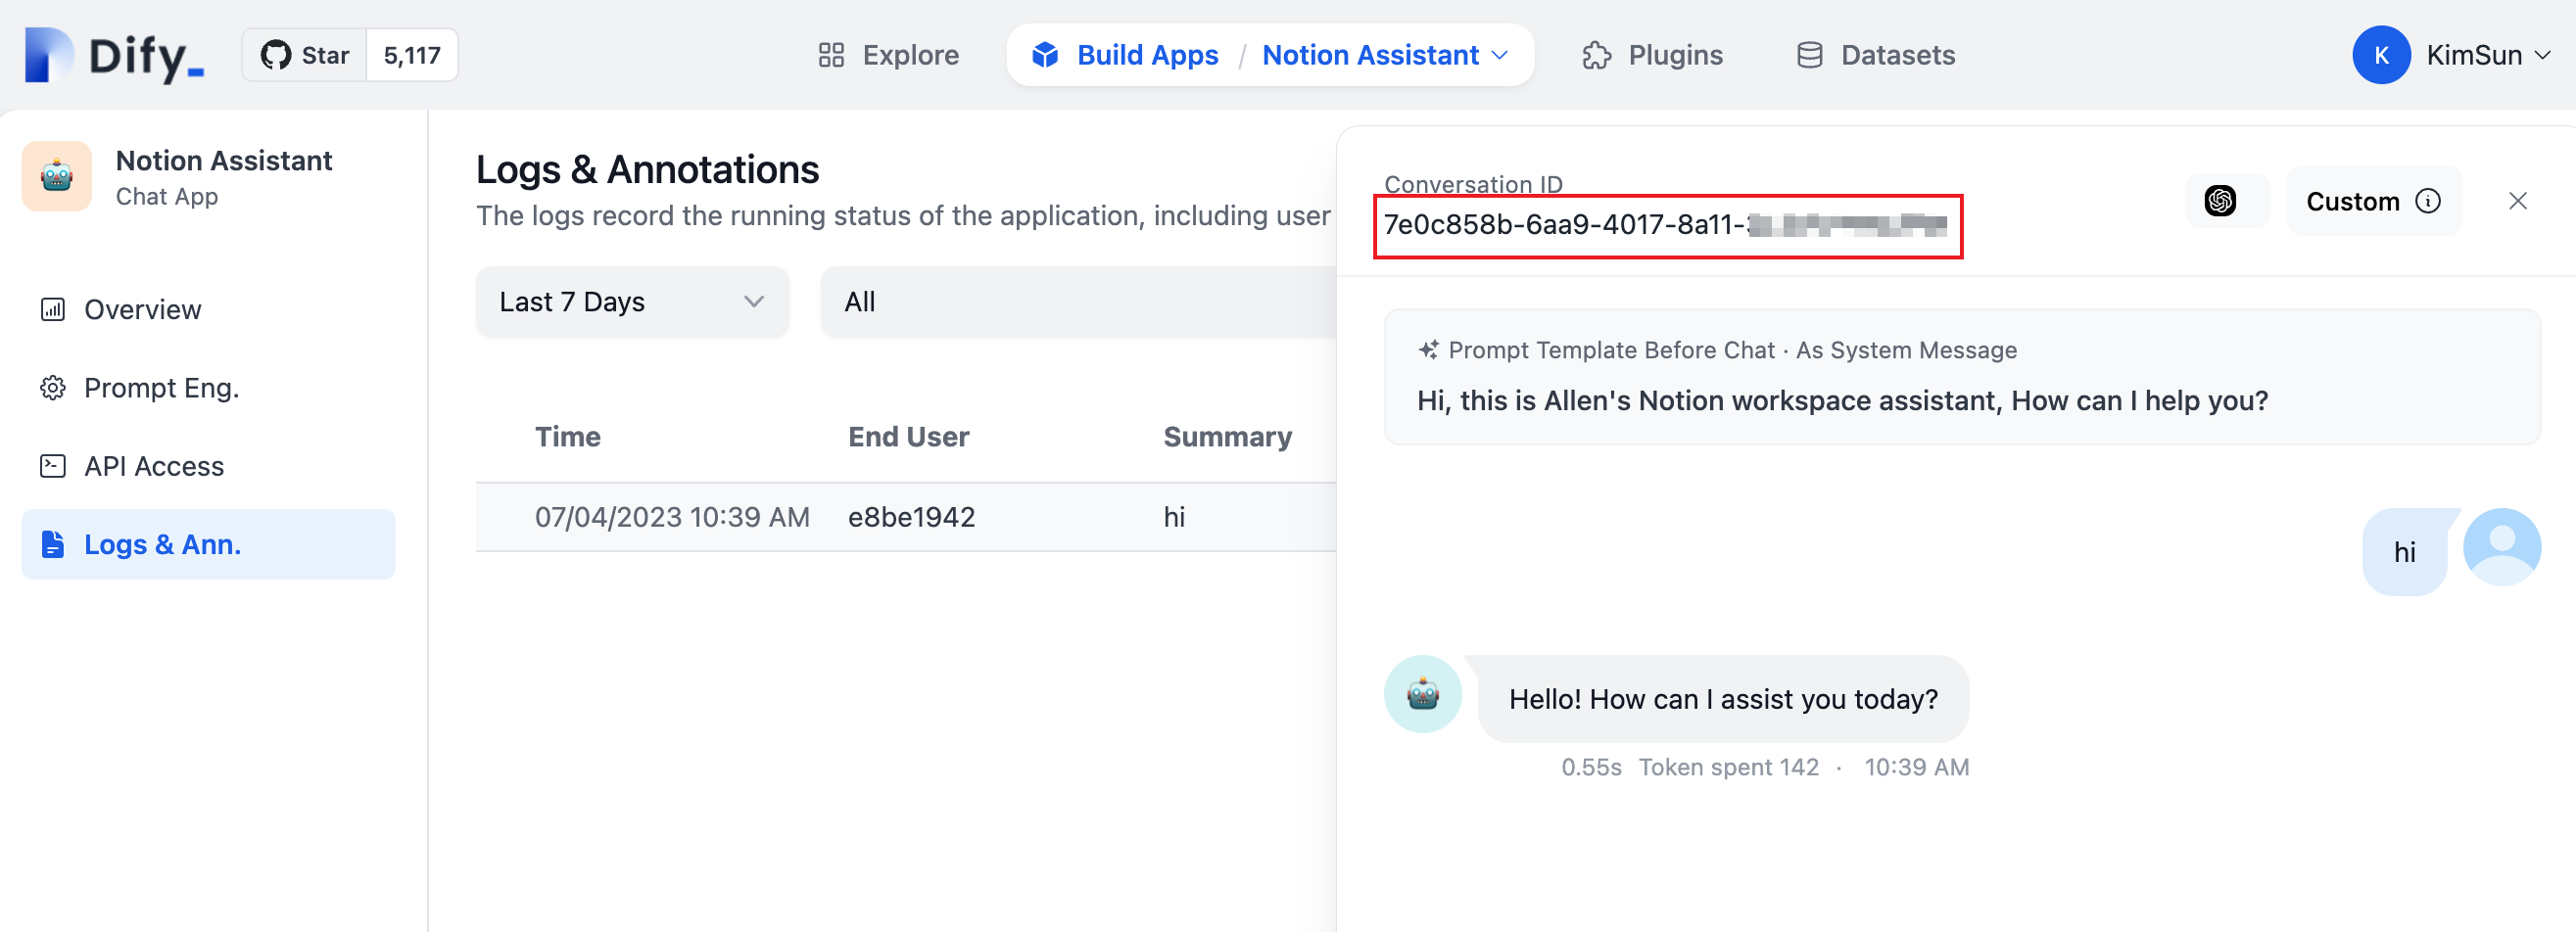 Dify_
Star 5,117
Explore
Build Apps / Notion Assistant
Plugins
Datasets
K KimSun
Notion Assistant
Chat App
Overview
Prompt Eng.
API Access
Logs & Ann.
Logs & Annotations
The logs record the running status of the application, including user
Last 7 Days
All
Time End User Summary
07/04/2023 10:39 AM e8be1942 hi
Conversation ID
7e0c858b-6aa9-4017-8a11-
Custom
Prompt Template Before Chat · As System Message
Hi, this is Allen's Notion workspace assistant, How can I help you?
hi
Hello! How can I assist you today?
0.55s Token spent 142 · 10:39 AM